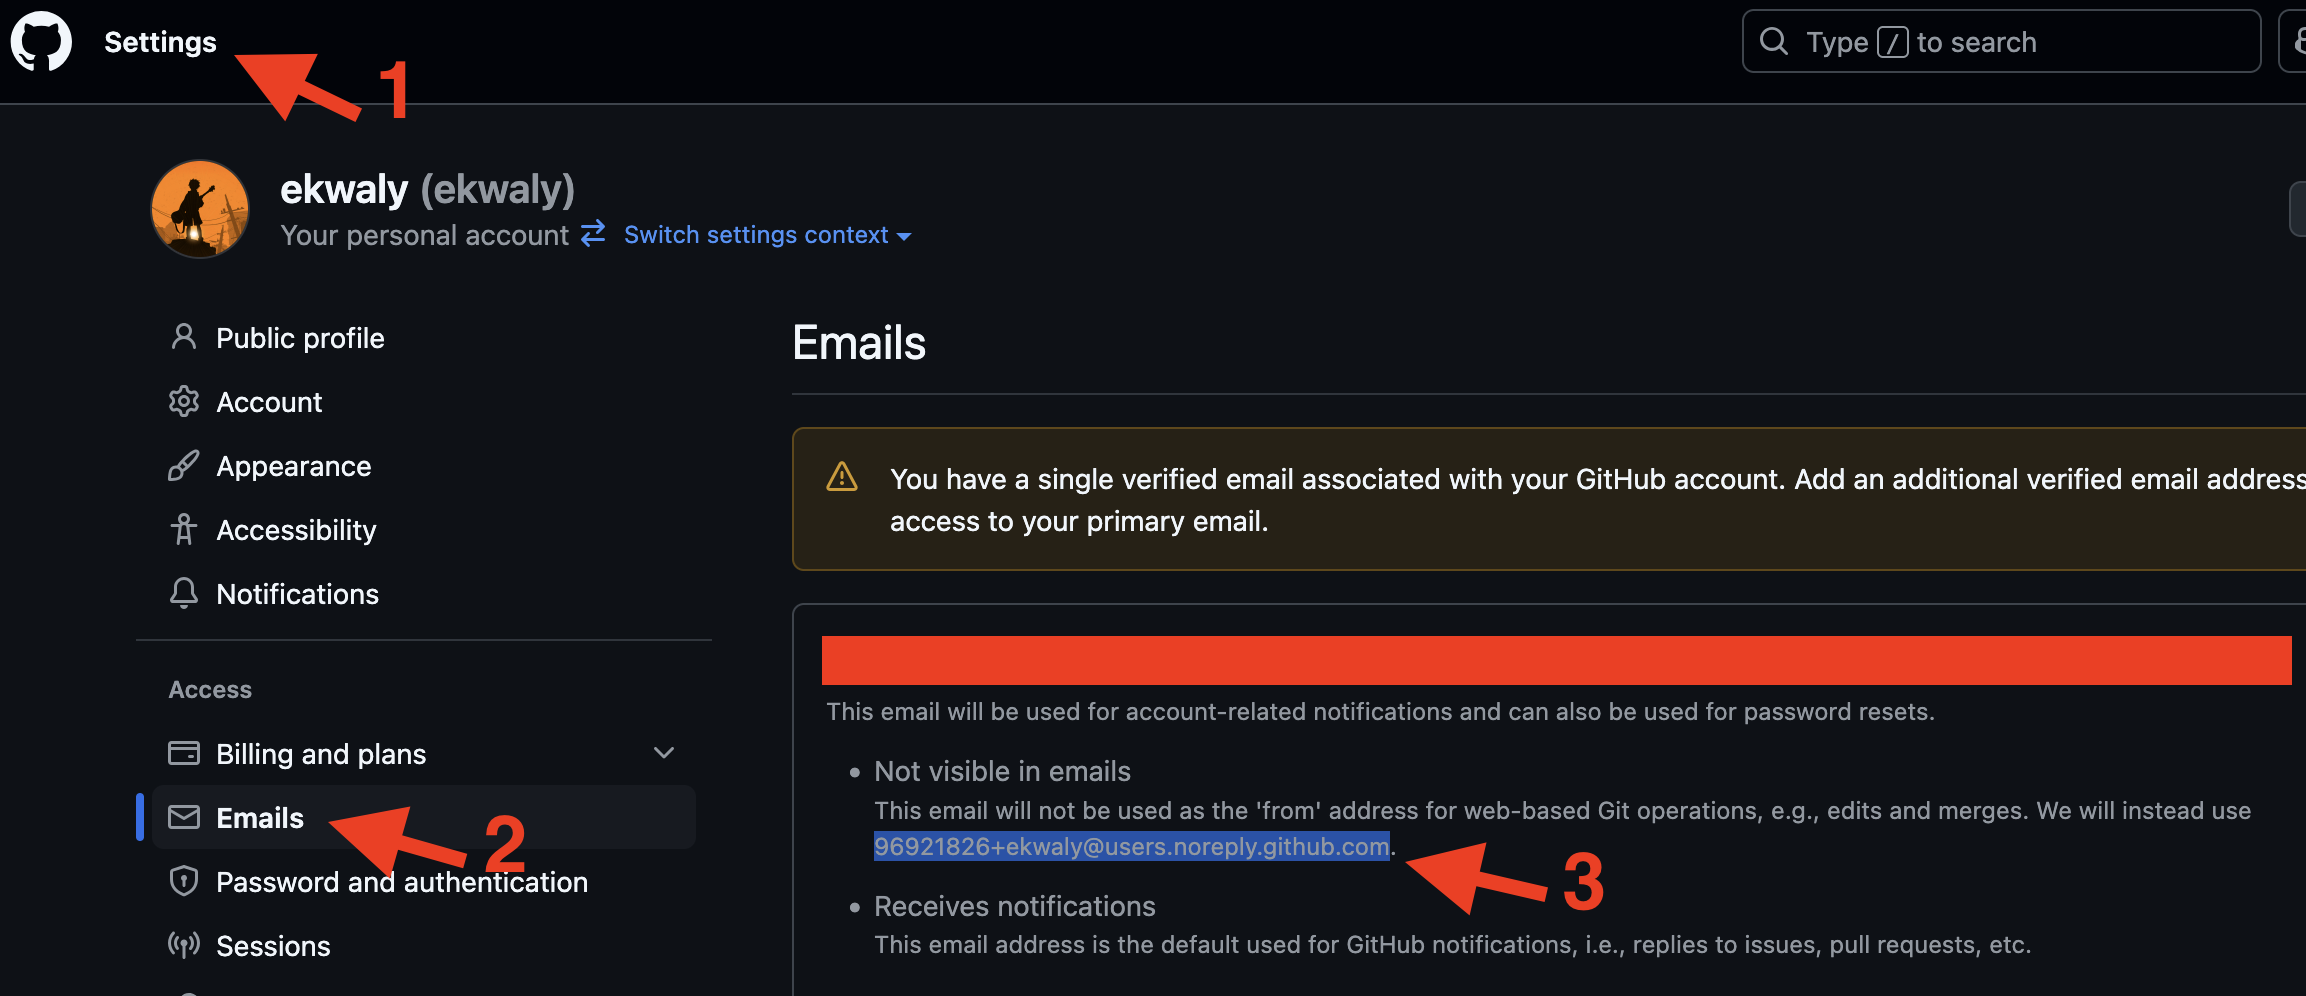 Settings
Type / to search
1
ekwaly (ekwaly)
Your personal account Switch settings context
Public profile
Account
Appearance
Accessibility
Notifications
Access
Billing and plans
Emails
2
Password and authentication
Sessions
Emails
You have a single verified email associated with your GitHub account. Add an additional verified email address
access to your primary email.
This email will be used for account-related notifications and can also be used for password resets.
• Not visible in emails
This email will not be used as the 'from' address for web-based Git operations, e.g., edits and merges. We will instead use
96921826+ekwaly@users.noreply.github.com.
3
• Receives notifications
This email address is the default used for GitHub notifications, i.e., replies to issues, pull requests, etc.